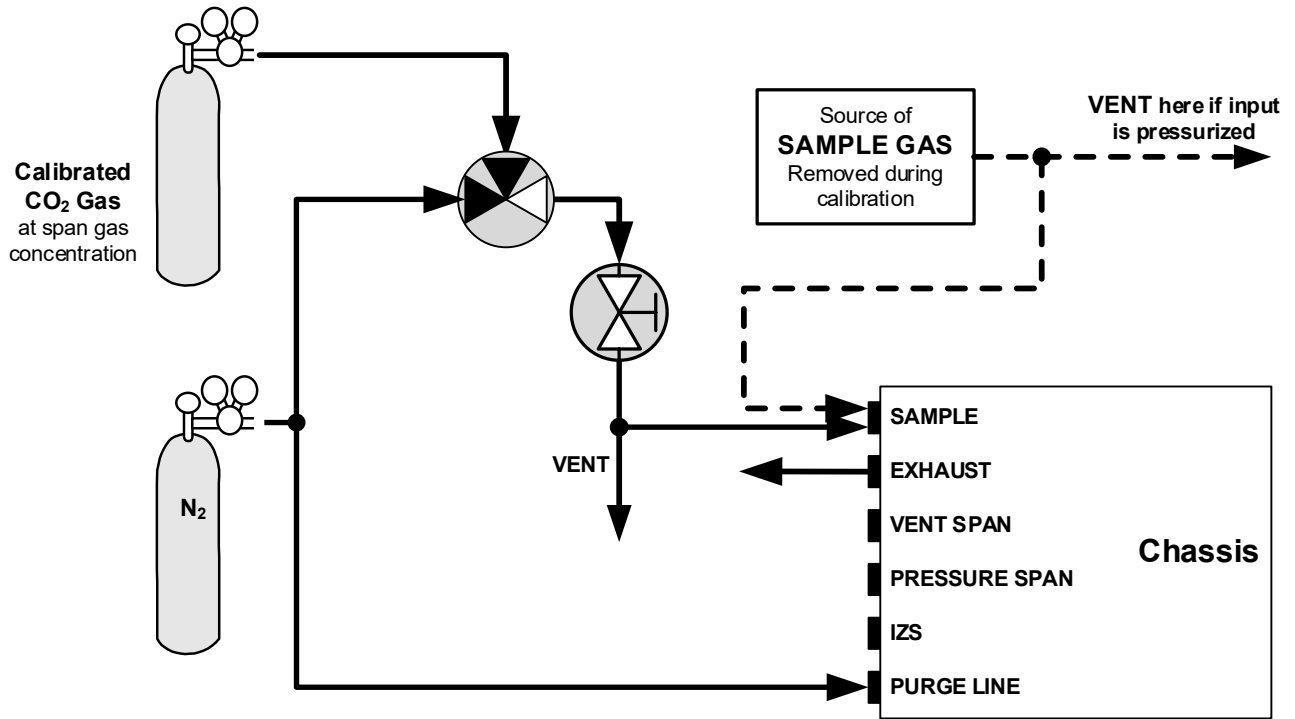 Calibrated
CO₂ Gas
at span gas
concentration
N₂
Source of
SAMPLE GAS
Removed during
calibration
VENT here if input
is pressurized
VENT
SAMPLE
EXHAUST
VENT SPAN
PRESSURE SPAN
IZS
PURGE LINE
Chassis